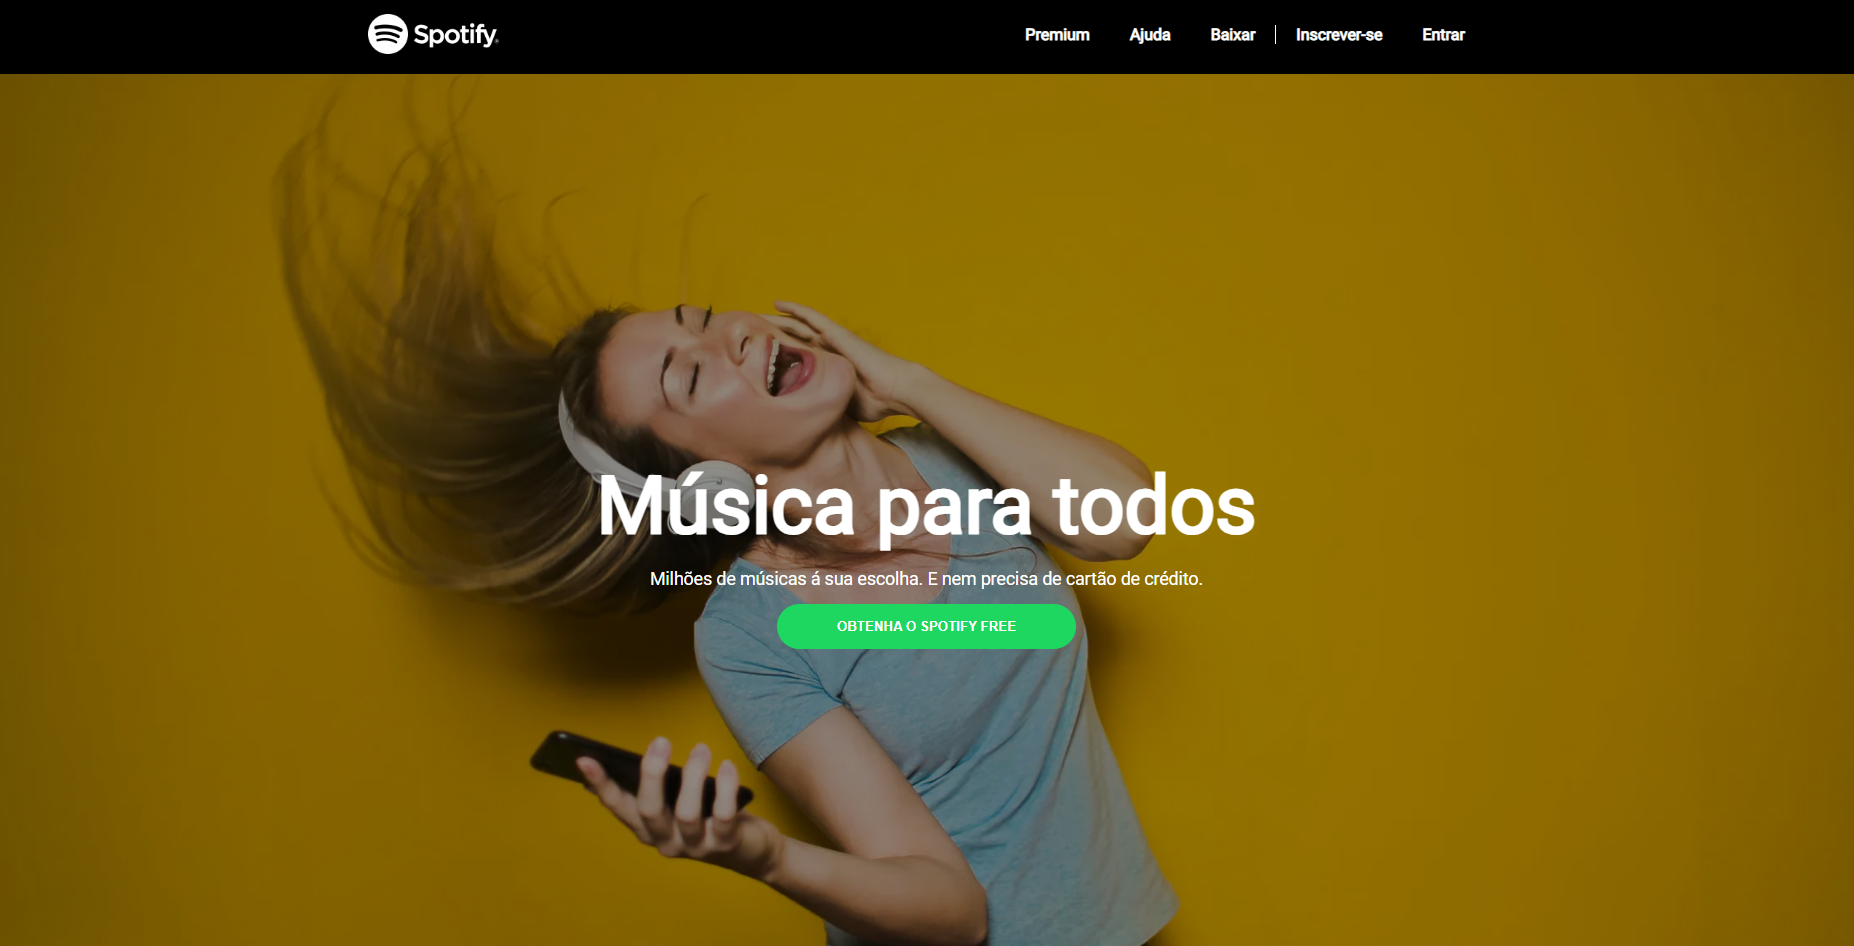 Spotify
Premium Ajuda Baixar Inscrever-se Entrar
Música para todos
Milhões de músicas á sua escolha. E nem precisa de cartão de crédito.
OBTENHA O SPOTIFY FREE